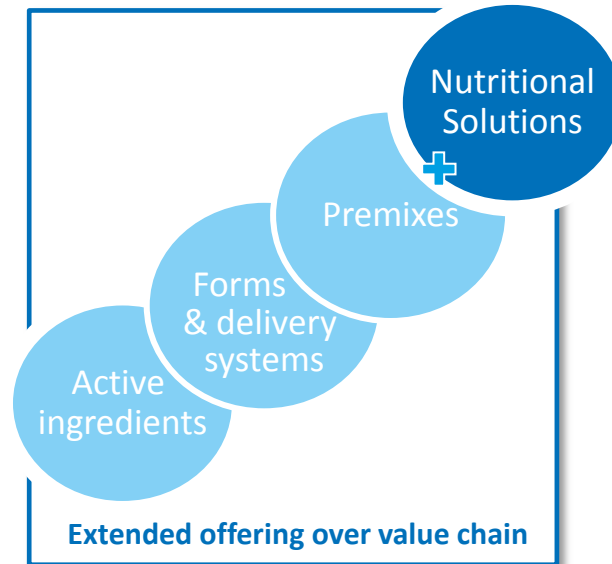 Nutritional
Solutions
Premixes
Forms
& delivery
systems
Active
ingredients
Extended offering over value chain